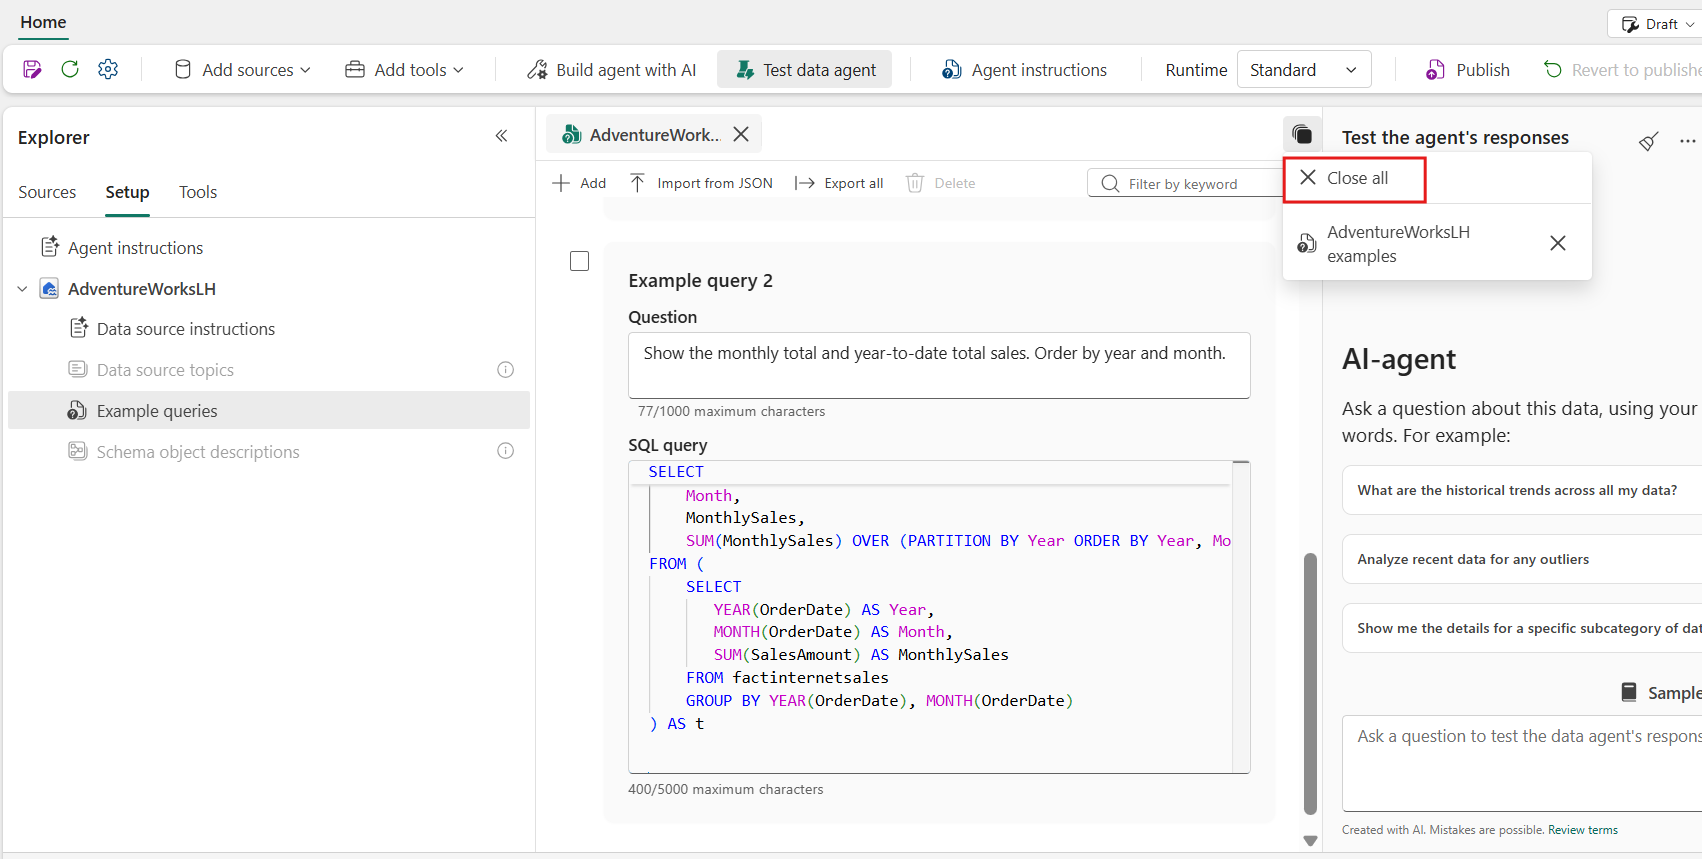 Home
Draft
Add sources
Add tools
Build agent with AI
Test data agent
Agent instructions
Runtime
Standard
Publish
Revert to publishe
Explorer
Sources
Setup
Tools
Agent instructions
AdventureWorksLH
Data source instructions
Data source topics
Example queries
Schema object descriptions
AdventureWork...
Add
Import from JSON
Export all
Delete
Filter by keyword
Example query 2
Question
Show the monthly total and year-to-date total sales. Order by year and month.
77/1000 maximum characters
SQL query
SELECT
Month,
MonthlySales,
SUM(MonthlySales) OVER (PARTITION BY Year ORDER BY Year, Mo
FROM (
SELECT
YEAR(OrderDate) AS Year,
MONTH(OrderDate) AS Month,
SUM(SalesAmount) AS MonthlySales
FROM factinternetsales
GROUP BY YEAR(OrderDate), MONTH(OrderDate)
) AS t
400/5000 maximum characters
Test the agent's responses
Close all
AdventureWorksLH
examples
AI-agent
Ask a question about this data, using your
words. For example:
What are the historical trends across all my data?
Analyze recent data for any outliers
Show me the details for a specific subcategory of dat
Sample
Ask a question to test the data agent's respons
Created with AI. Mistakes are possible. Review terms